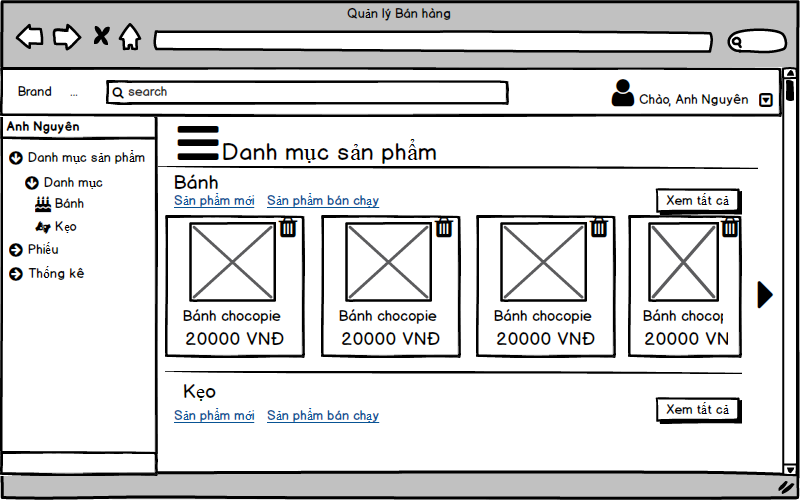 Quản lý Bán hàng
Brand ... search Chào, Anh Nguyên
Anh Nguyên
Danh mục sản phẩm
Danh mục
Bánh
Kẹo
Phiếu
Thống kê
Danh mục sản phẩm
Bánh
Sản phẩm mới Sản phẩm bán chạy Xem tất cả
Bánh chocopie Bánh chocopie Bánh chocopie Bánh chocop
20000 VNĐ 20000 VNĐ 20000 VNĐ 20000 VN
Kẹo
Sản phẩm mới Sản phẩm bán chạy Xem tất cả